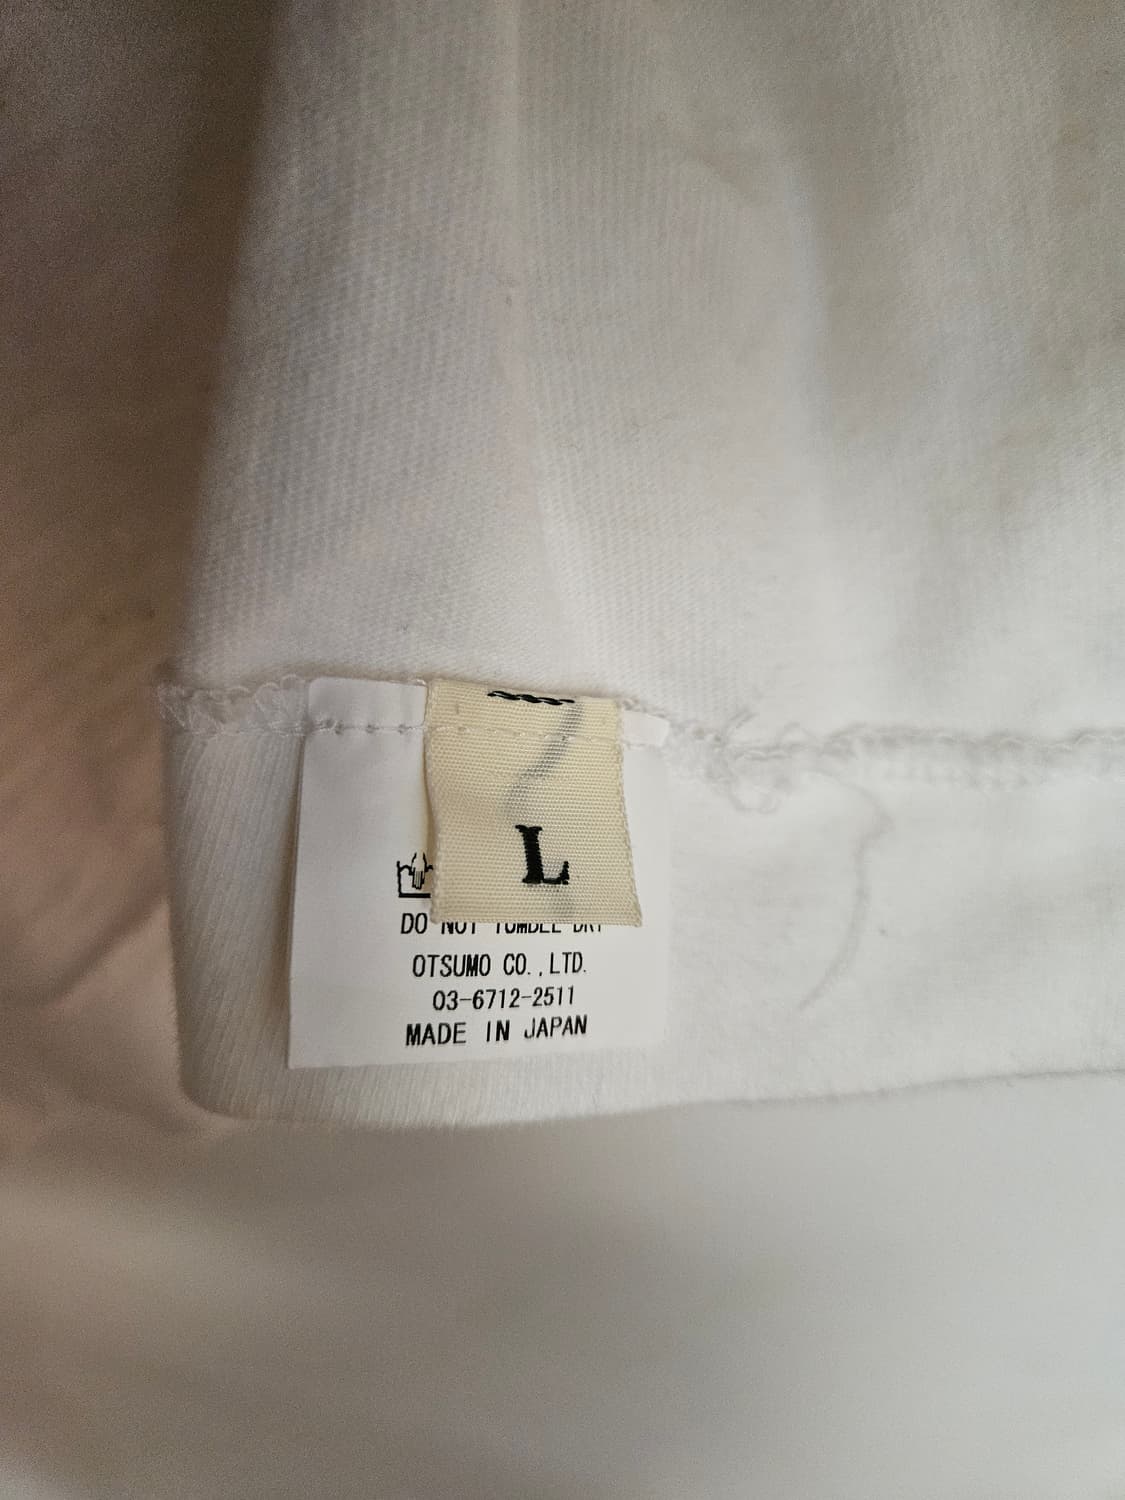 L
DO NOT TUMBLE DRY
OTSUMO CO.,LTD.
03-6712-2511
MADE IN JAPAN